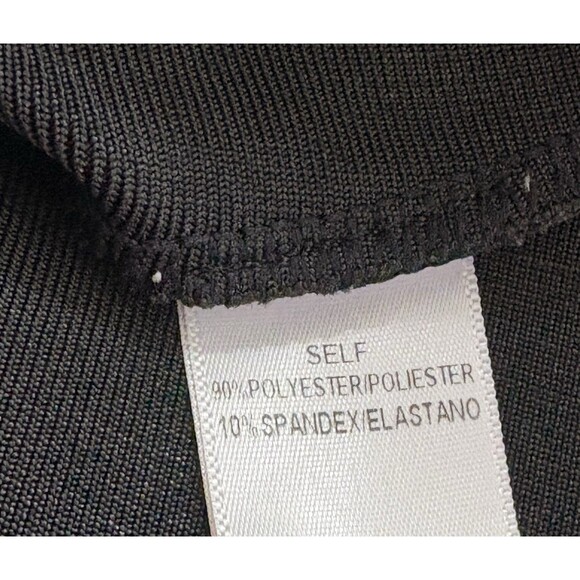 SELF
90%POLYESTER/POLIESTER
10%SPANDEX/ELASTANO